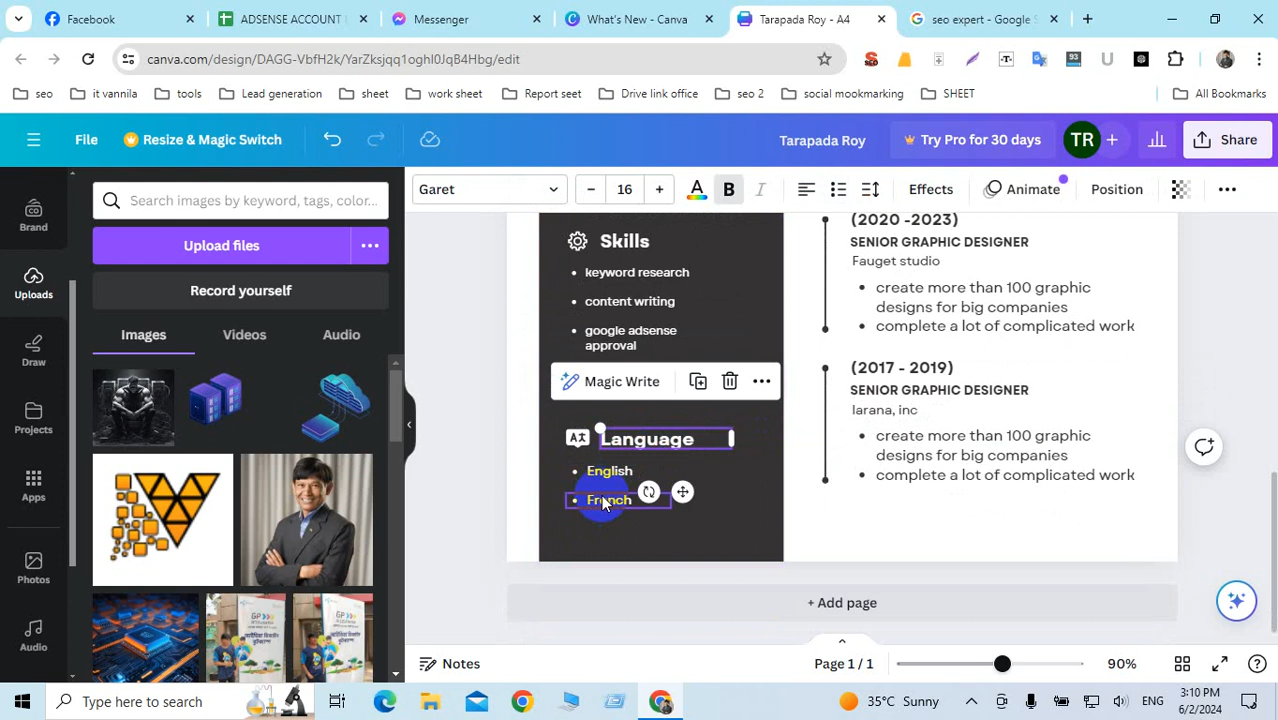 Facebook
ADSENSE ACCOUNT
Messenger
What's New - Canva
Tarapada Roy - A4
seo expert - Google S
canva.com/design/DAGG-YbfH2k/YarZlsjqq1oghI9IqB4Hbg/edit
seo
it vannila
tools
Lead generation
sheet
work sheet
Report seet
Drive link office
seo 2
social mookmarking
SHEET
All Bookmarks
File
Resize & Magic Switch
Tarapada Roy
Try Pro for 30 days
TR
Share
Brand
Uploads
Draw
Projects
Apps
Photos
Audio
Search images by keyword, tags, color...
Upload files
Record yourself
Images
Videos
Audio
Garet
16
B
I
Effects
Animate
Position
Skills
keyword research
content writing
google adsense
approval
Magic Write
Language
English
French
(2020 -2023)
SENIOR GRAPHIC DESIGNER
Fauget studio
create more than 100 graphic
designs for big companies
complete a lot of complicated work
(2017 - 2019)
SENIOR GRAPHIC DESIGNER
larana, inc
create more than 100 graphic
designs for big companies
complete a lot of complicated work
+ Add page
Notes
Page 1 / 1
90%
Type here to search
35°C Sunny
ENG
3:10 PM
6/2/2024